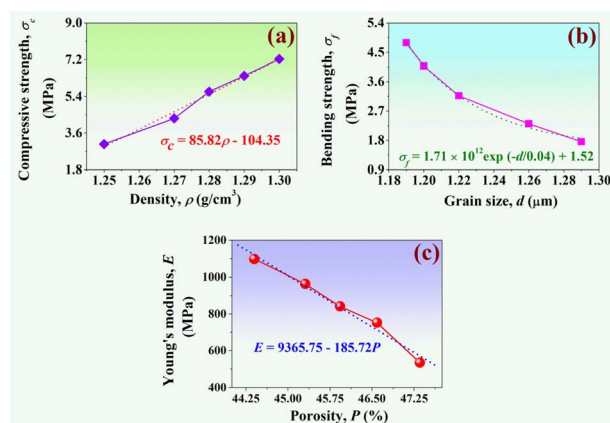 (a)
Compressive strength, σc
(MPa)
9.0
7.2
5.4
3.6
1.8
σc = 85.82ρ - 104.35
1.25 1.26 1.27 1.28 1.29 1.30
Density, ρ (g/cm³)
(b)
Bending strength, σf
(MPa)
5.4
4.5
3.6
2.7
1.8
0.9
σf = 1.71 × 10¹²exp (-d/0.04) + 1.52
1.20 1.22 1.24 1.26 1.28 1.30
Grain size, d (μm)
(c)
Young's modulus, E
(MPa)
1200
1000
800
600
400
E = 9365.75 - 185.72P
44.25 45.00 45.75 46.50 47.25
Porosity, P (%)